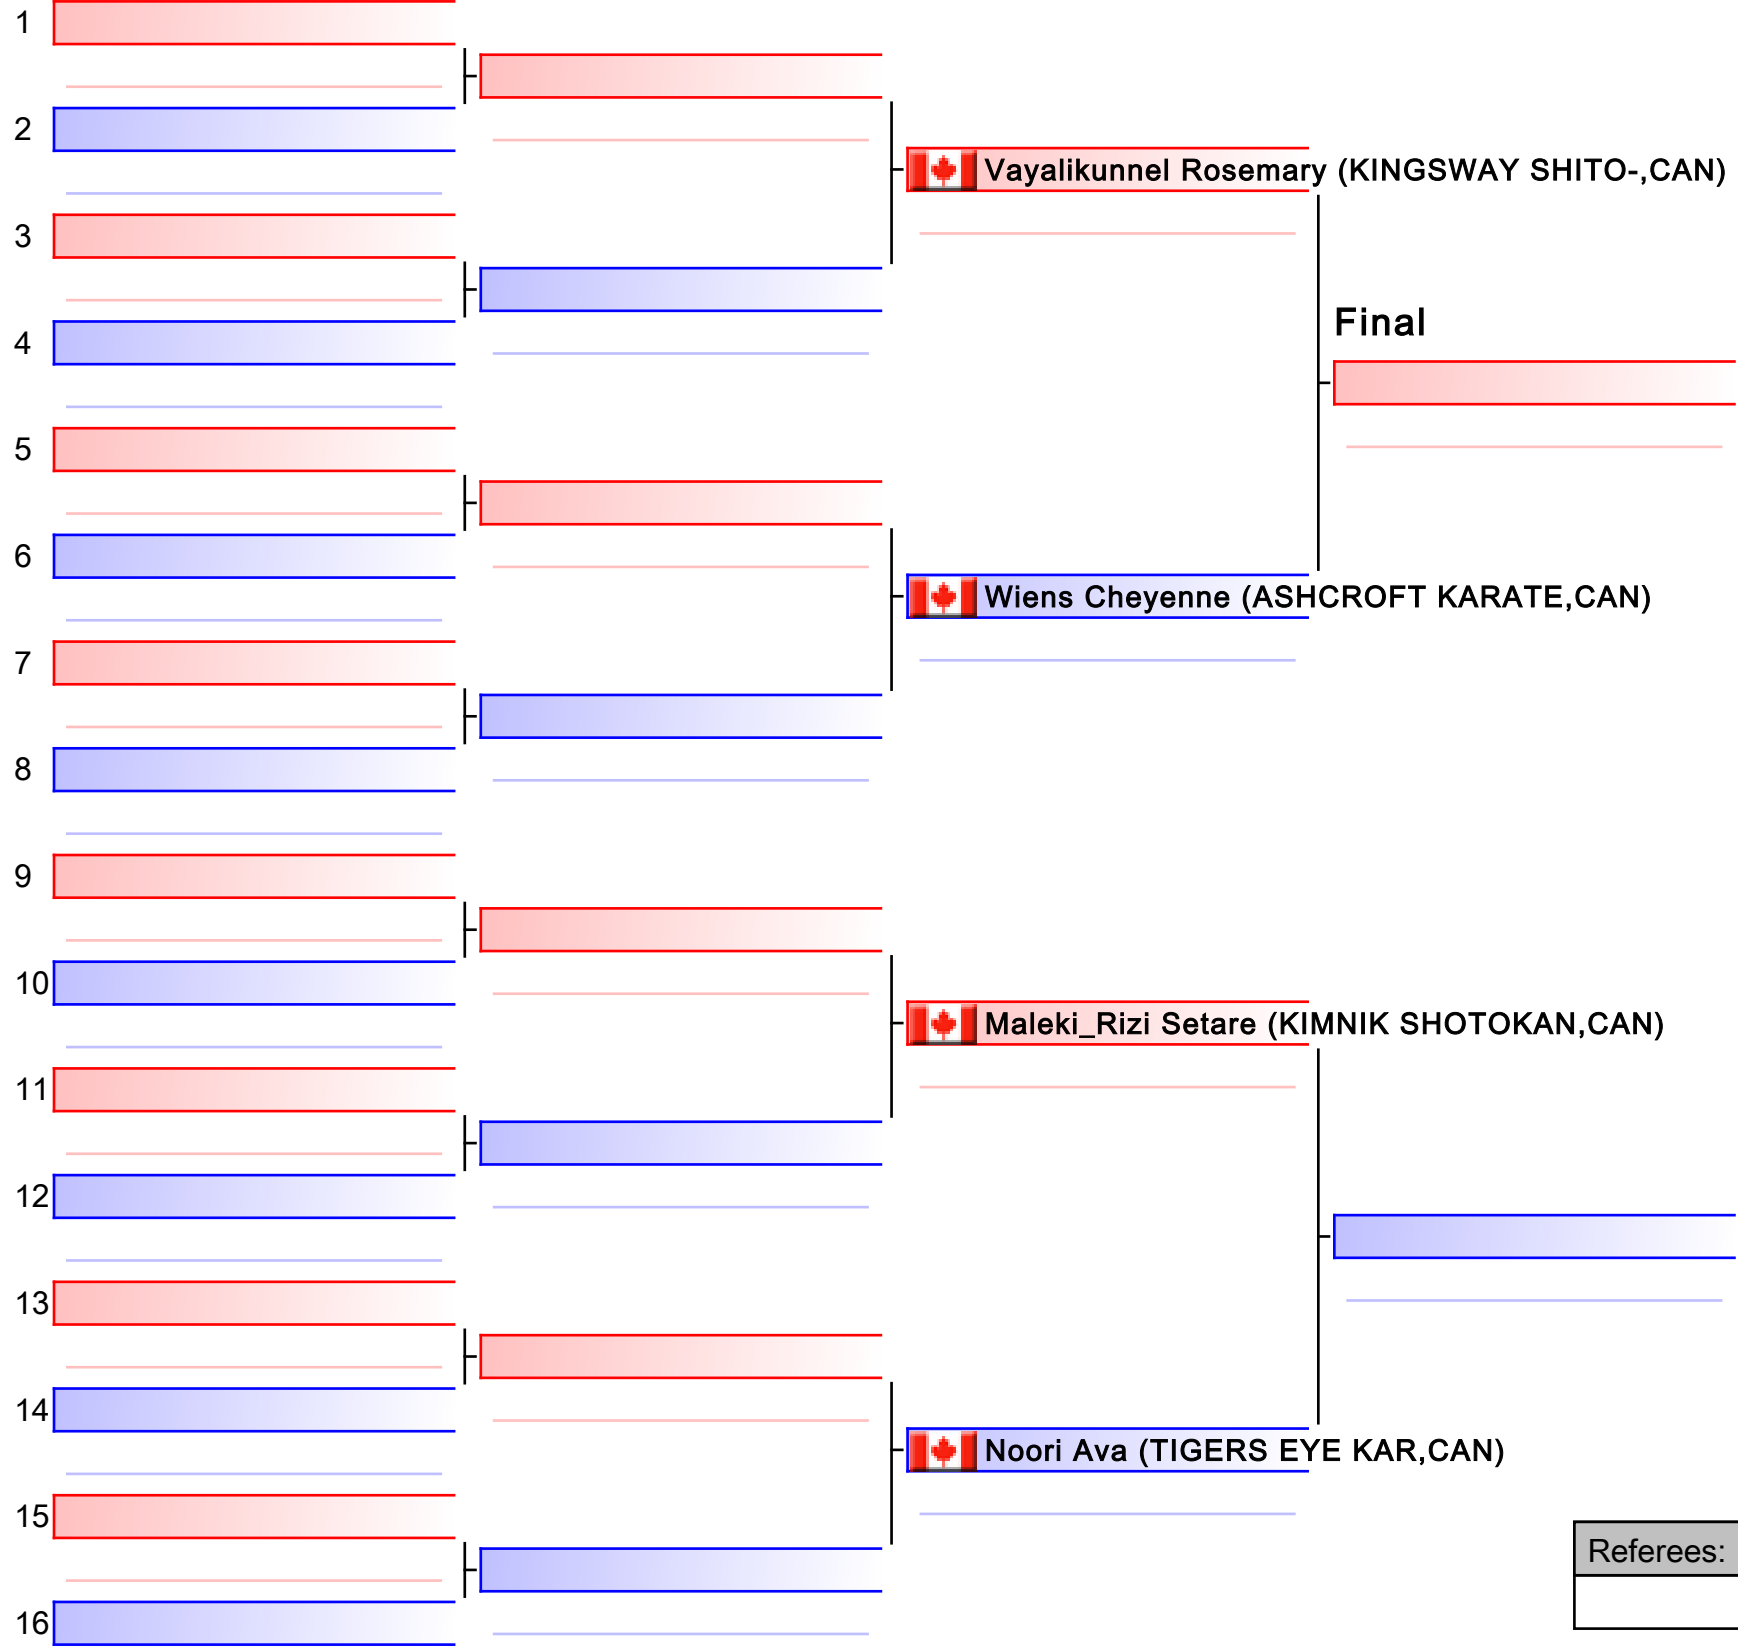 1
2
Vayalikunnel Rosemary (KINGSWAY SHITO-,CAN)
3
Final
4
5
6
Wiens Cheyenne (ASHCROFT KARATE,CAN)
7
8
9
10
Maleki_Rizi Setare (KIMNIK SHOTOKAN,CAN)
11
12
13
14
Noori Ava (TIGERS EYE KAR,CAN)
15
Referees:
16